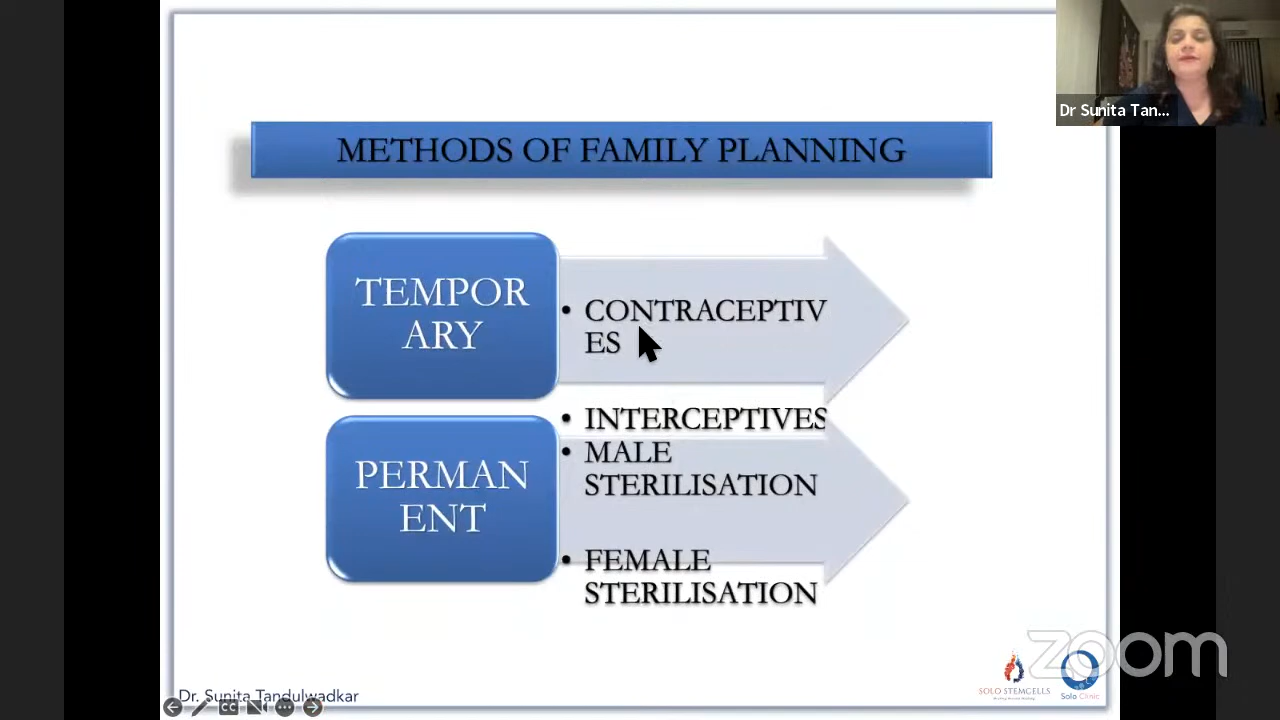 Dr Sunita Tan...
METHODS OF FAMILY PLANNING
TEMPOR
ARY
• CONTRACEPTIV
ES
• INTERCEPTIVES
PERMAN
ENT
• MALE
STERILISATION
• FEMALE
STERILISATION
zoom
SOLO STEMCELLS
Solo Clinic
Dr. Sunita Tandulwadkar
CC